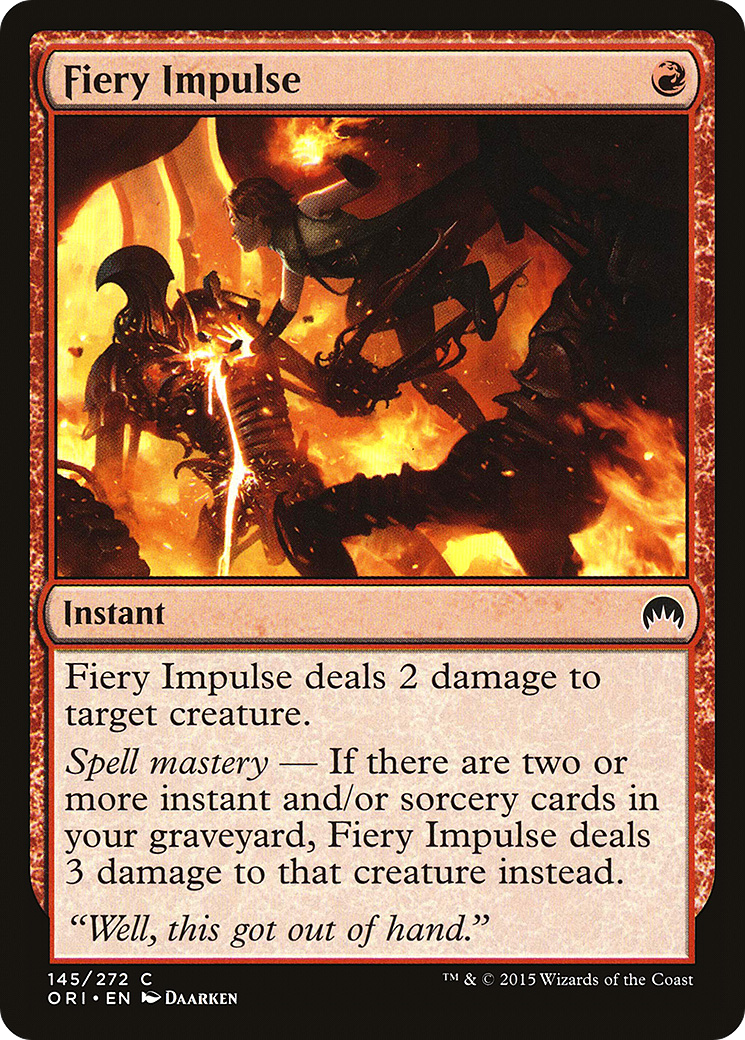 Fiery Impulse
Instant
Fiery Impulse deals 2 damage to
target creature.
Spell mastery — If there are two or
more instant and/or sorcery cards in
your graveyard, Fiery Impulse deals
3 damage to that creature instead.
“Well, this got out of hand.”
145/272 C
ORI • EN DAARKEN
™ & © 2015 Wizards of the Coast